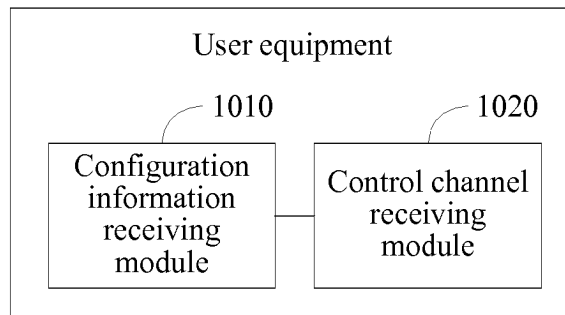 User equipment
1010
1020
Configuration
information
receiving
module
Control channel
receiving
module